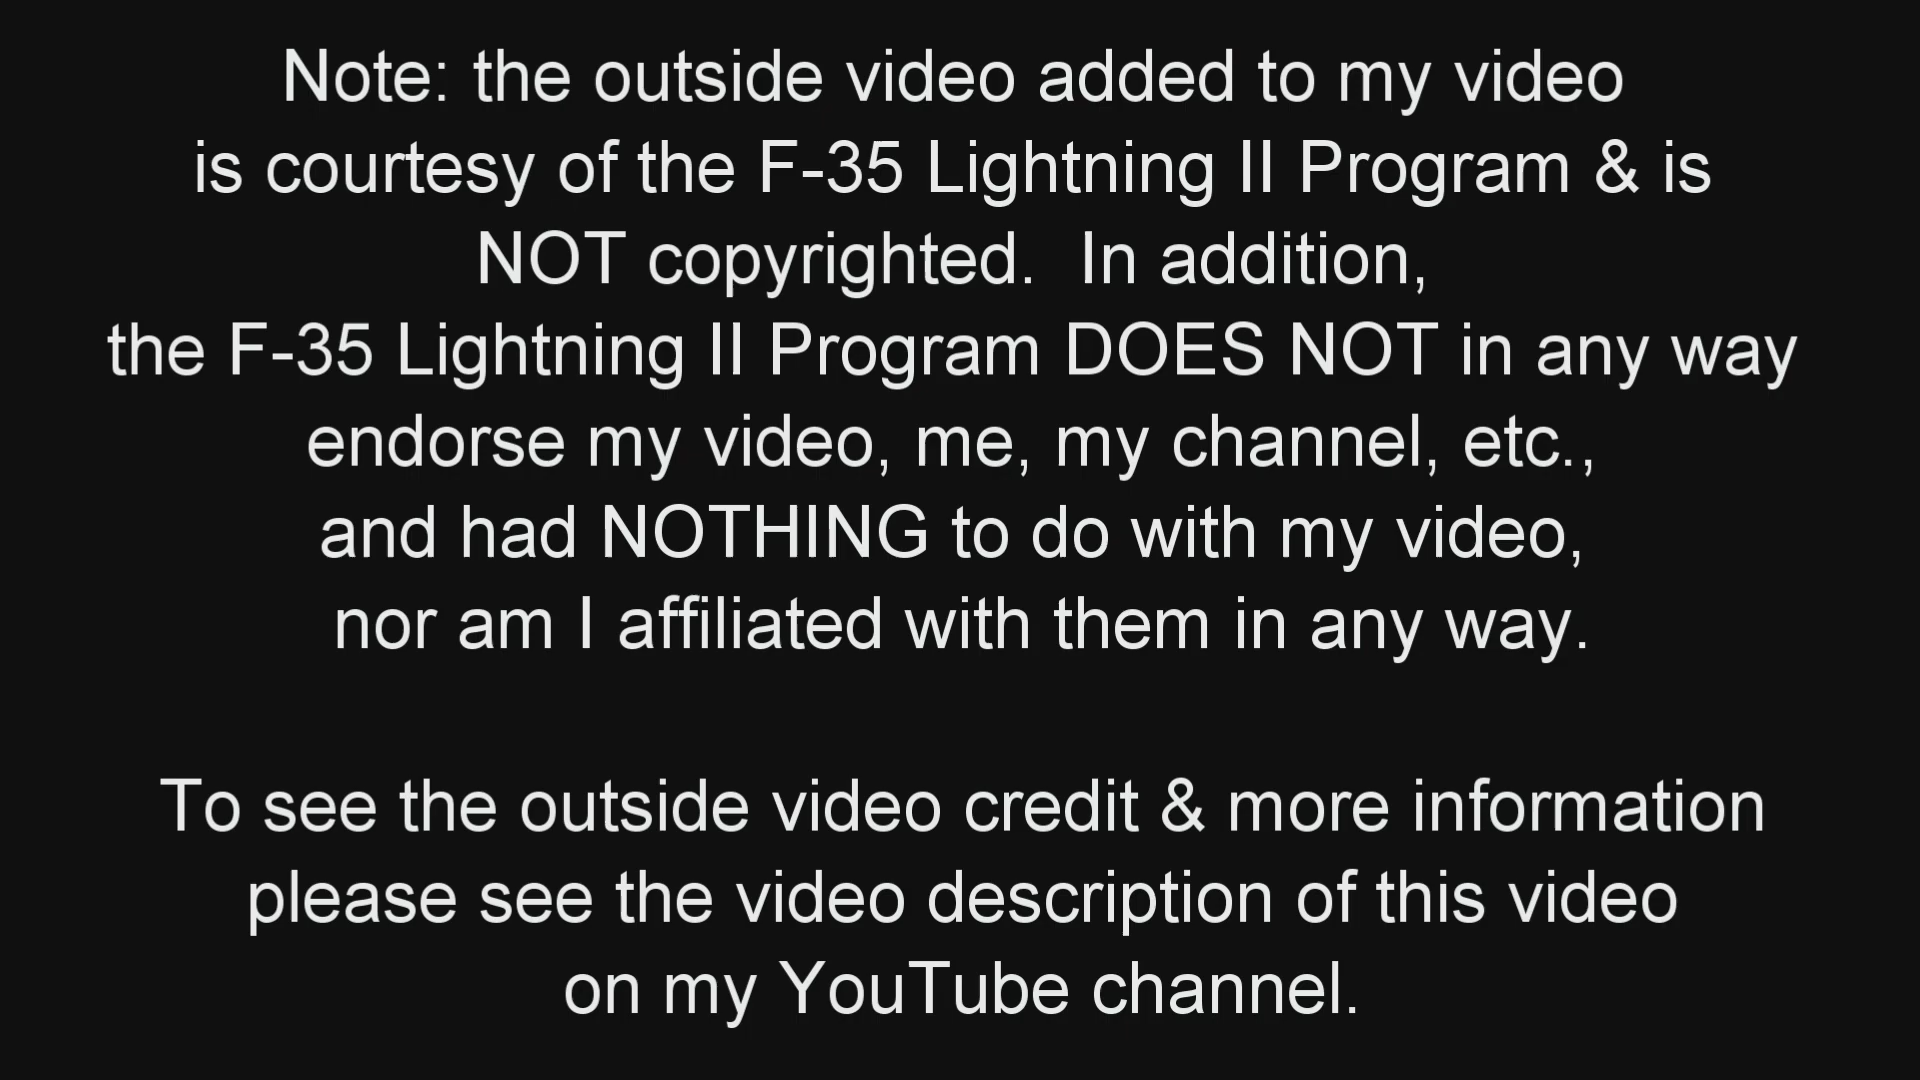 Note: the outside video added to my video
is courtesy of the F-35 Lightning II Program & is
NOT copyrighted.  In addition,
the F-35 Lightning II Program DOES NOT in any way
endorse my video, me, my channel, etc.,
and had NOTHING to do with my video,
nor am I affiliated with them in any way.
To see the outside video credit & more information
please see the video description of this video
on my YouTube channel.